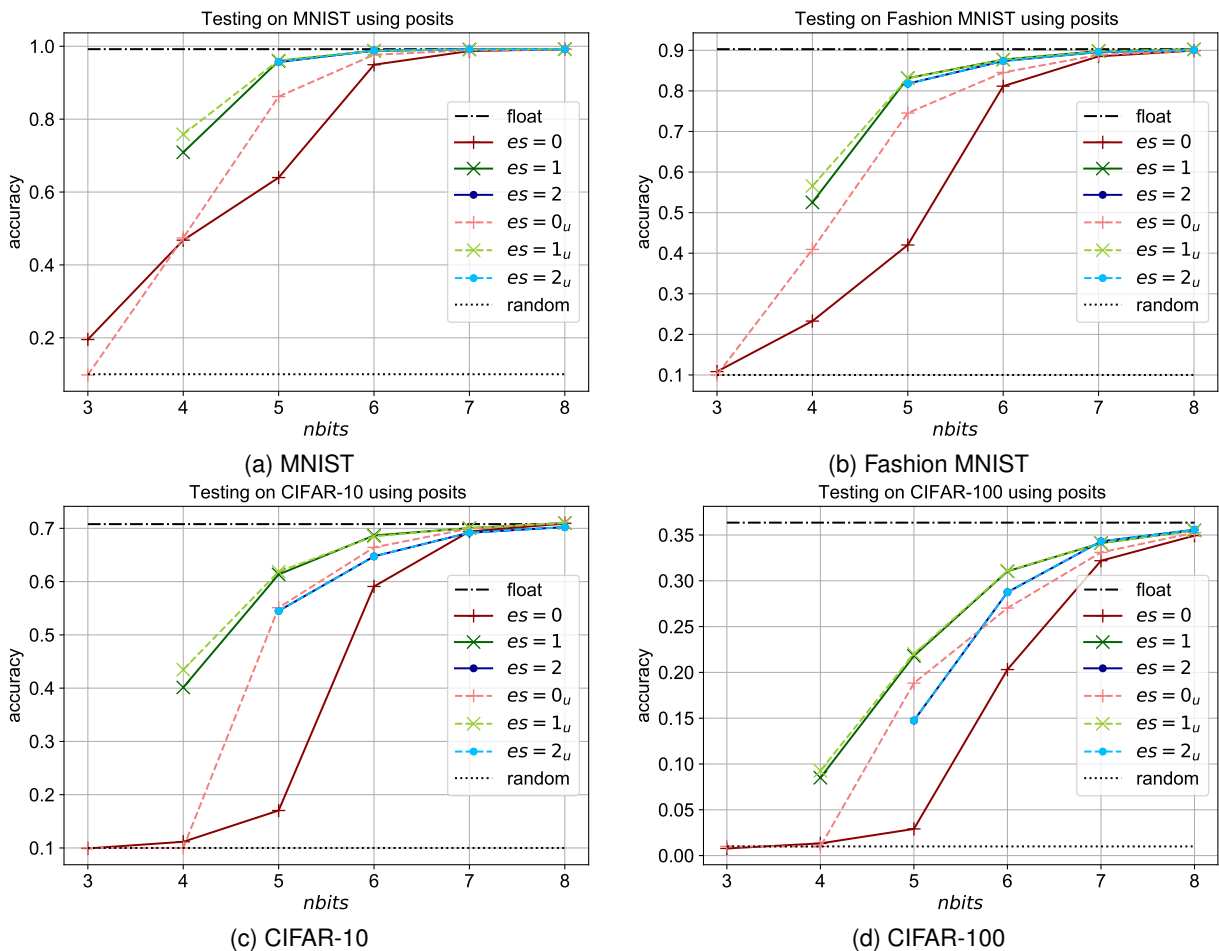 Testing on MNIST using posits
1.0
0.8
0.6
0.4
0.2
accuracy
float
es = 0
es = 1
es = 2
es = 0u
es = 1u
es = 2u
random
3 4 5 6 7 8
nbits
(a) MNIST
Testing on Fashion MNIST using posits
0.9
0.8
0.7
0.6
0.5
0.4
0.3
0.2
0.1
accuracy
float
es = 0
es = 1
es = 2
es = 0u
es = 1u
es = 2u
random
3 4 5 6 7 8
nbits
(b) Fashion MNIST
Testing on CIFAR-10 using posits
0.7
0.6
0.5
0.4
0.3
0.2
0.1
accuracy
float
es = 0
es = 1
es = 2
es = 0u
es = 1u
es = 2u
random
3 4 5 6 7 8
nbits
(c) CIFAR-10
Testing on CIFAR-100 using posits
0.35
0.30
0.25
0.20
0.15
0.10
0.05
0.00
accuracy
float
es = 0
es = 1
es = 2
es = 0u
es = 1u
es = 2u
random
3 4 5 6 7 8
nbits
(d) CIFAR-100